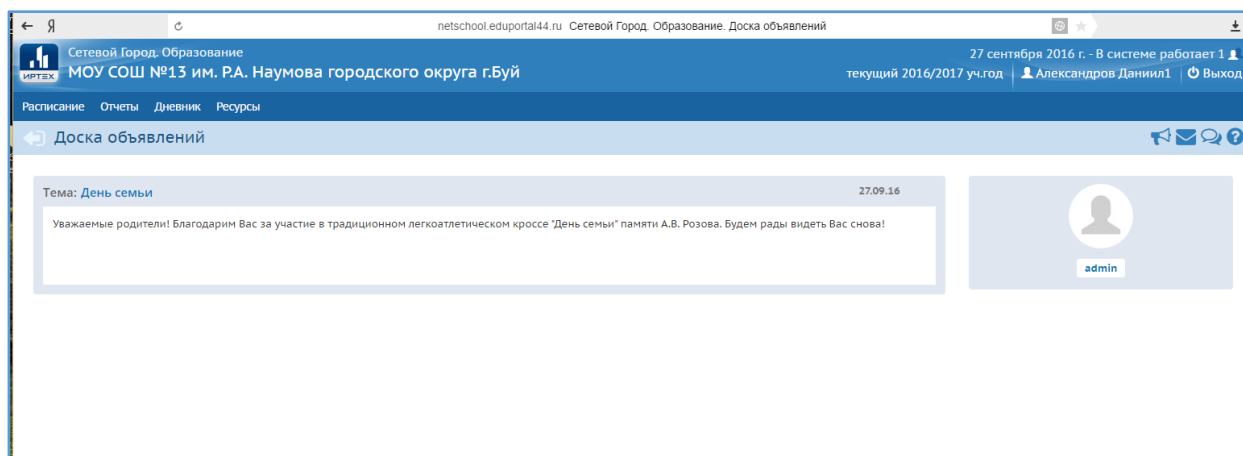 Я netschool.eduportal44.ru Сетевой Город. Образование. Доска объявлений
Сетевой Город. Образование
27 сентября 2016 г. - В системе работает 1
ИРТЕХ
МОУ СОШ №13 им. Р.А. Наумова городского округа г.Буй
текущий 2016/2017 уч.год Александров Даниил1 Выход
Расписание Отчеты Дневник Ресурсы
Доска объявлений
Тема: День семьи 27.09.16
Уважаемые родители! Благодарим Вас за участие в традиционном легкоатлетическом кроссе "День семьи" памяти А.В. Розова. Будем рады видеть Вас снова!
admin